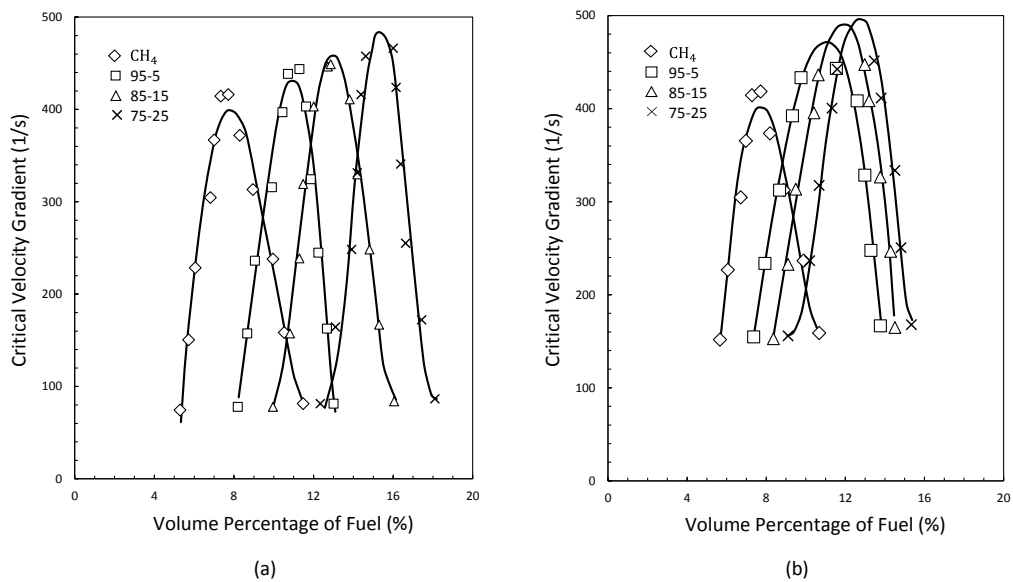 500
400
300
200
100
0
Critical Velocity Gradient (1/s)
CH₄
95-5
85-15
75-25
0 4 8 12 16 20
Volume Percentage of Fuel (%)
(a)
500
400
300
200
100
0
Critical Velocity Gradient (1/s)
CH₄
95-5
85-15
75-25
0 4 8 12 16 20
Volume Percentage of Fuel (%)
(b)